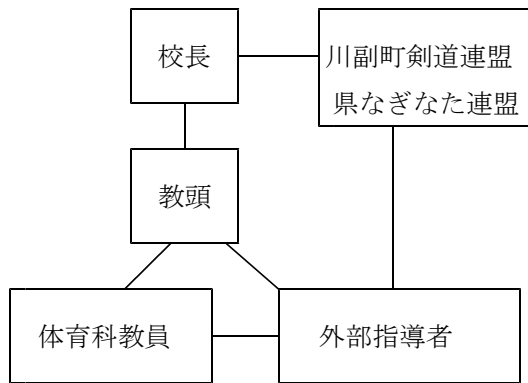 校長
川副町剣道連盟
県なぎなた連盟
教頭
体育科教員
外部指導者